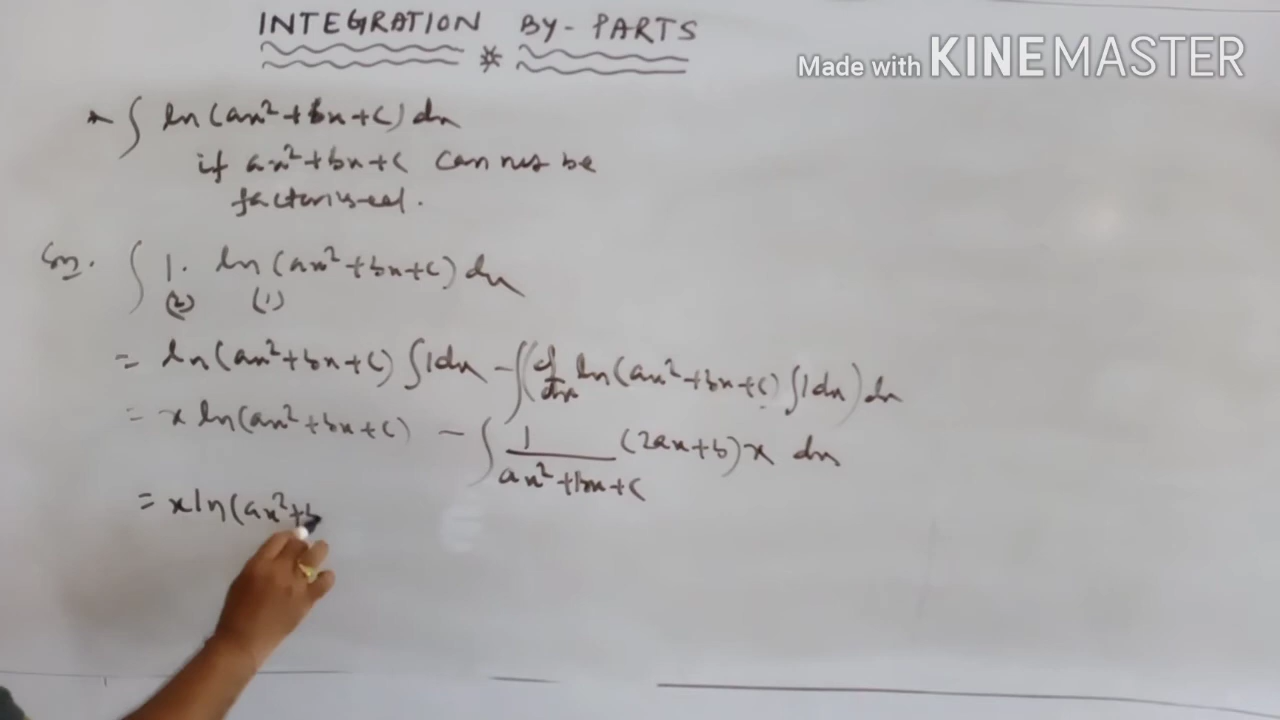 INTEGRATION BY-PARTS
Made with KINEMASTER
* ∫ ln(ax²+bx+c) dx
if ax²+bx+c can not be
factorised.
Sn. ∫ 1. ln(ax²+bx+c) dx
(2) (1)
= ln(ax²+bx+c) ∫1dx - ∫(d/dx ln(ax²+bx+c) ∫1dx) dx
= x ln(ax²+bx+c) - ∫ 1/(ax²+bx+c) (2ax+b) x dx
= x ln(ax²+b